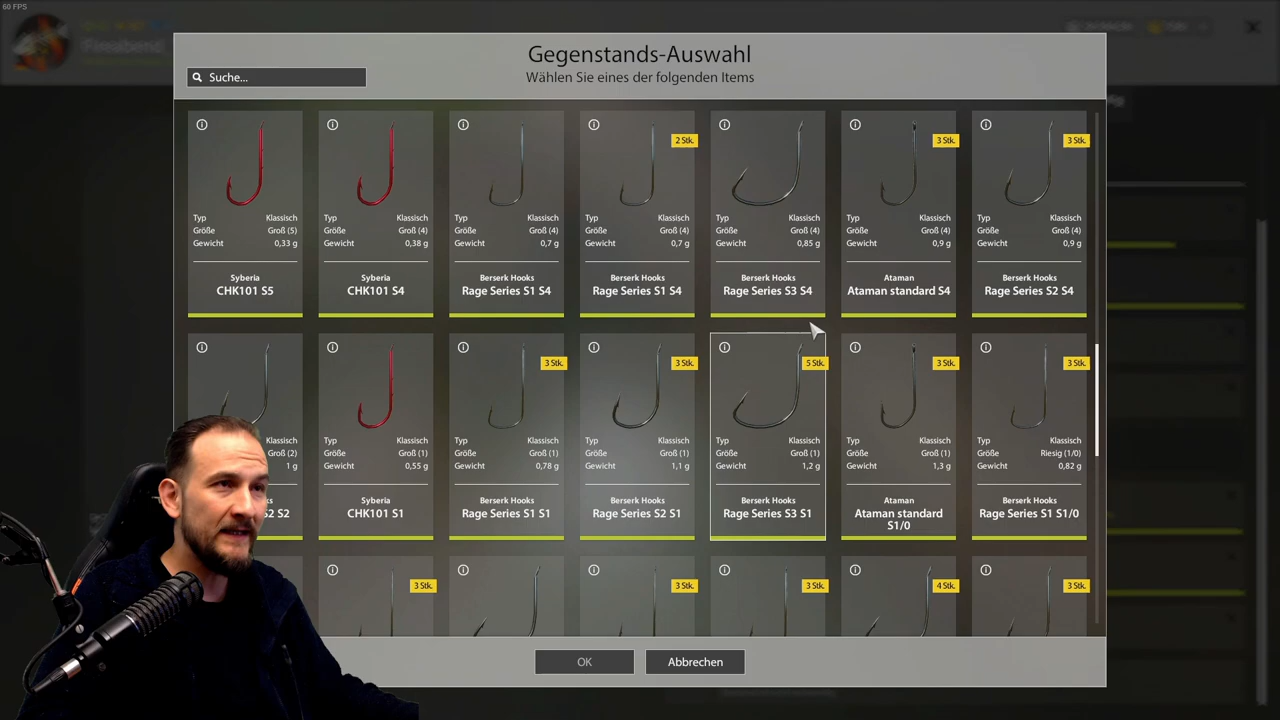 60 FPS
Gegenstands-Auswahl
Wählen Sie eines der folgenden Items
Suche...
Typ Klassisch
Größe Groß (5)
Gewicht 0,33 g
Syberia
CHK101 S5
Typ Klassisch
Größe Groß (4)
Gewicht 0,38 g
Syberia
CHK101 S4
Typ Klassisch
Größe Groß (4)
Gewicht 0,7 g
Berserk Hooks
Rage Series S1 S4
2 Stk.
Typ Klassisch
Größe Groß (4)
Gewicht 0,7 g
Berserk Hooks
Rage Series S1 S4
Typ Klassisch
Größe Groß (4)
Gewicht 0,85 g
Berserk Hooks
Rage Series S3 S4
3 Stk.
Typ Klassisch
Größe Groß (4)
Gewicht 0,9 g
Ataman
Ataman standard S4
3 Stk.
Typ Klassisch
Größe Groß (4)
Gewicht 0,9 g
Berserk Hooks
Rage Series S2 S4
Groß (2)
1 g
S2 S2
Typ Klassisch
Größe Groß (1)
Gewicht 0,55 g
Syberia
CHK101 S1
3 Stk.
Typ Klassisch
Größe Groß (1)
Gewicht 0,78 g
Berserk Hooks
Rage Series S1 S1
3 Stk.
Typ Klassisch
Größe Groß (1)
Gewicht 1,1 g
Berserk Hooks
Rage Series S2 S1
5 Stk.
Typ Klassisch
Größe Groß (1)
Gewicht 1,2 g
Berserk Hooks
Rage Series S3 S1
3 Stk.
Typ Klassisch
Größe Groß (1)
Gewicht 1,3 g
Ataman
Ataman standard
S1/0
3 Stk.
Typ Klassisch
Größe Riesig (1/0)
Gewicht 0,82 g
Berserk Hooks
Rage Series S1 S1/0
3 Stk.
3 Stk.
3 Stk.
4 Stk.
3 Stk.
OK
Abbrechen